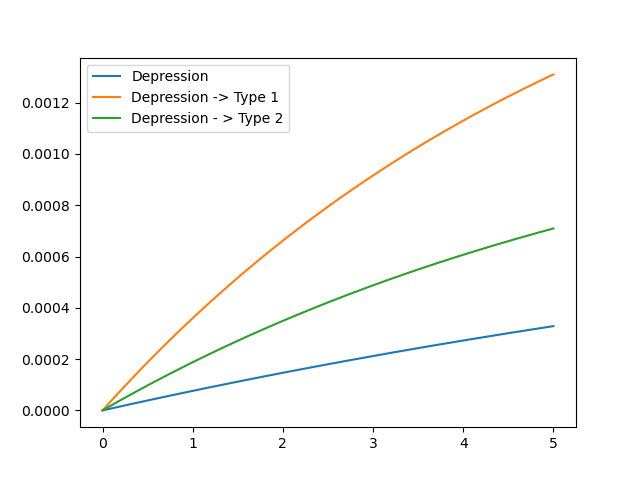 Depression
Depression -> Type 1
Depression - > Type 2
0.0012
0.0010
0.0008
0.0006
0.0004
0.0002
0.0000
0 1 2 3 4 5